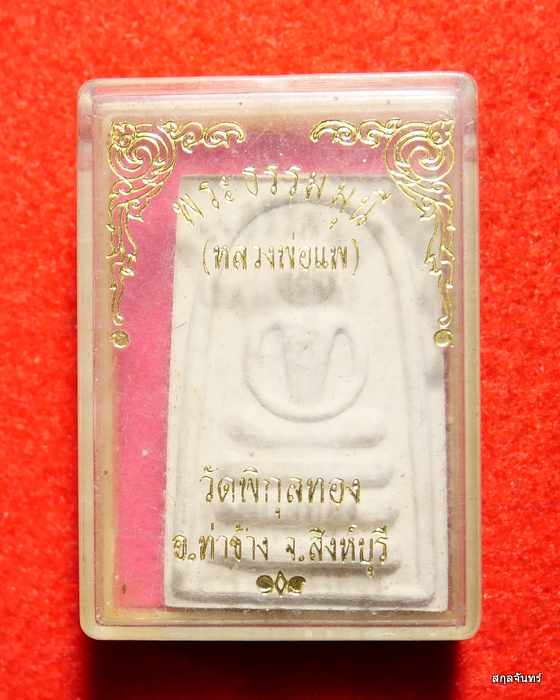 พระธรรมมุนี
(หลวงพ่อแพ)
วัดพิกุลทอง
อ.ท่าช้าง จ.สิงห์บุรี
สกุลจันทร์